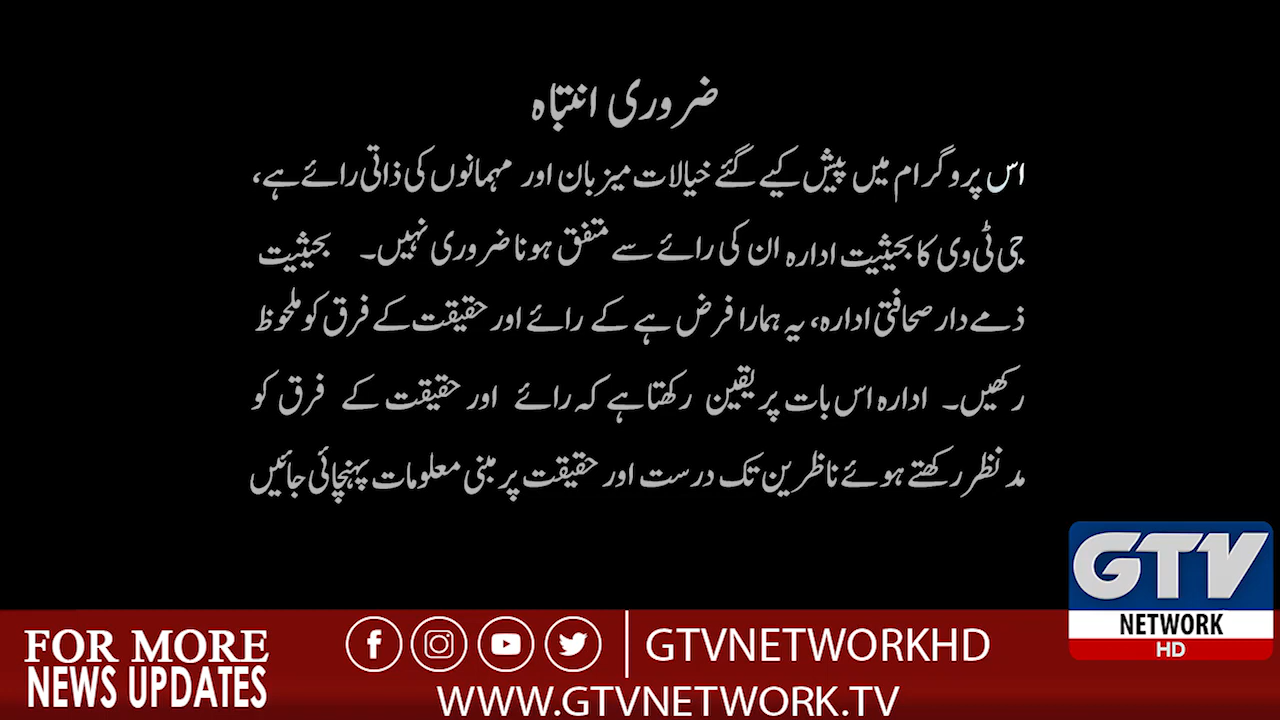 ضروری انتباہ
اس پروگرام میں پیش کیے گئے خیالات میزبان اور مہمانوں کی ذاتی رائے ہے،
جی ٹی وی کا بحیثیت ادارہ ان کی رائے سے متفق ہونا ضروری نہیں۔ بحیثیت
ذمے دار صحافتی ادارہ، یہ ہمارا فرض ہے کے رائے اور حقیقت کے فرق کو ملحوظ
رکھیں۔ ادارہ اس بات پر یقین رکھتا ہے کہ رائے اور حقیقت کے فرق کو
مد نظر رکھتے ہوئے ناظرین تک درست اور حقیقت پر مبنی معلومات پہنچائی جائیں
GTV
NETWORK
HD
FOR MORE
NEWS UPDATES
GTVNETWORKHD
WWW.GTVNETWORK.TV